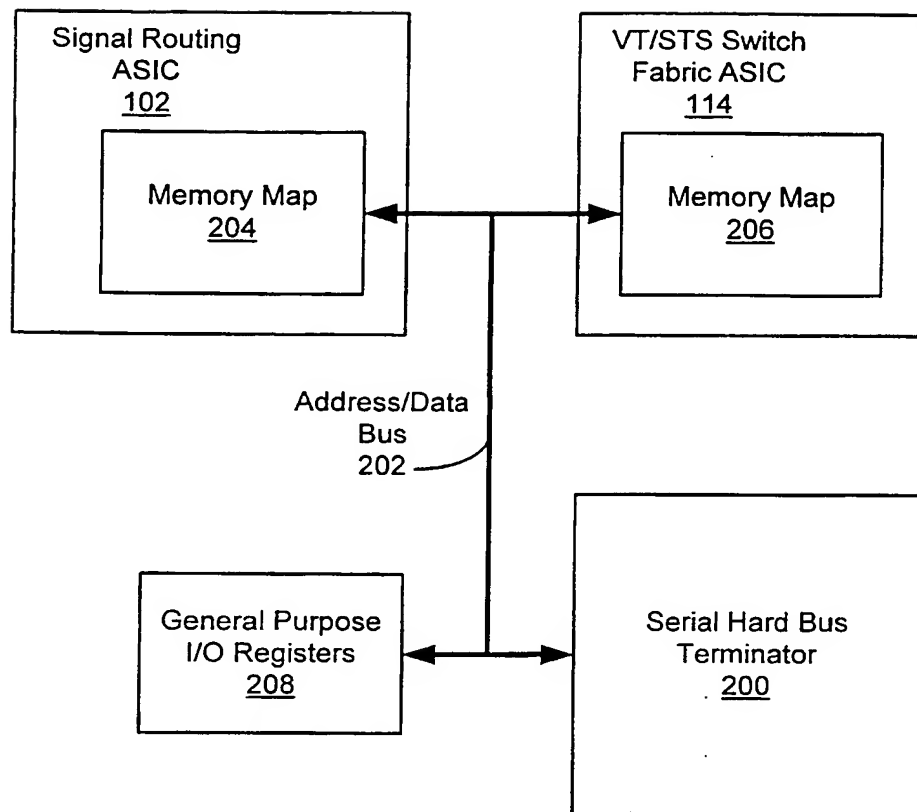 Signal Routing
ASIC
102
Memory Map
204
VT/STS Switch
Fabric ASIC
114
Memory Map
206
Address/Data
Bus
202
General Purpose
I/O Registers
208
Serial Hard Bus
Terminator
200